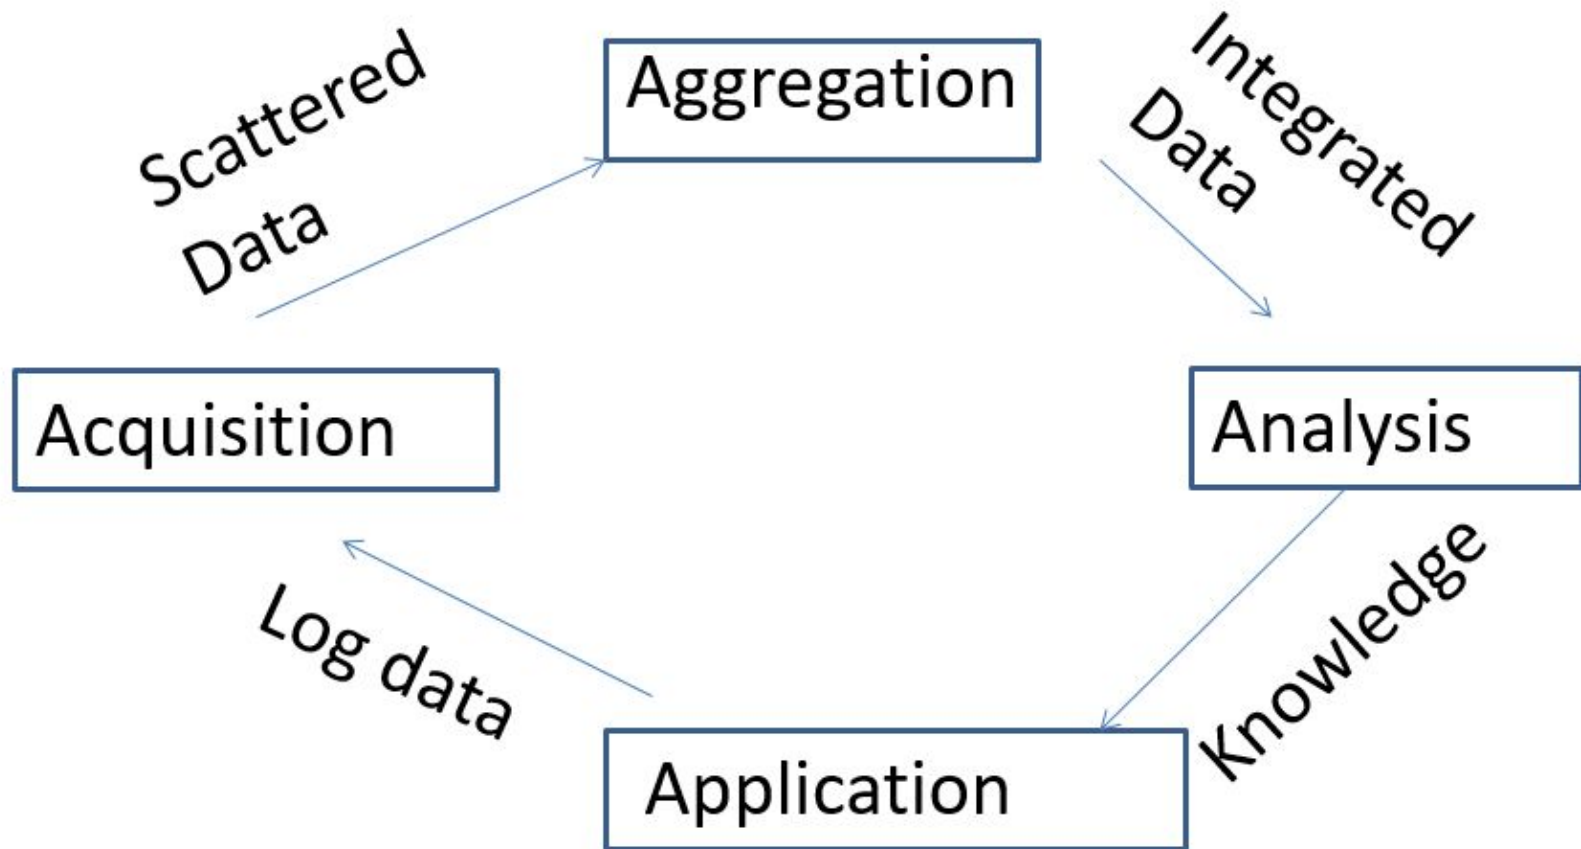 Scattered
Data
Aggregation
Integrated
Data
Acquisition
Analysis
Log data
Knowledge
Application